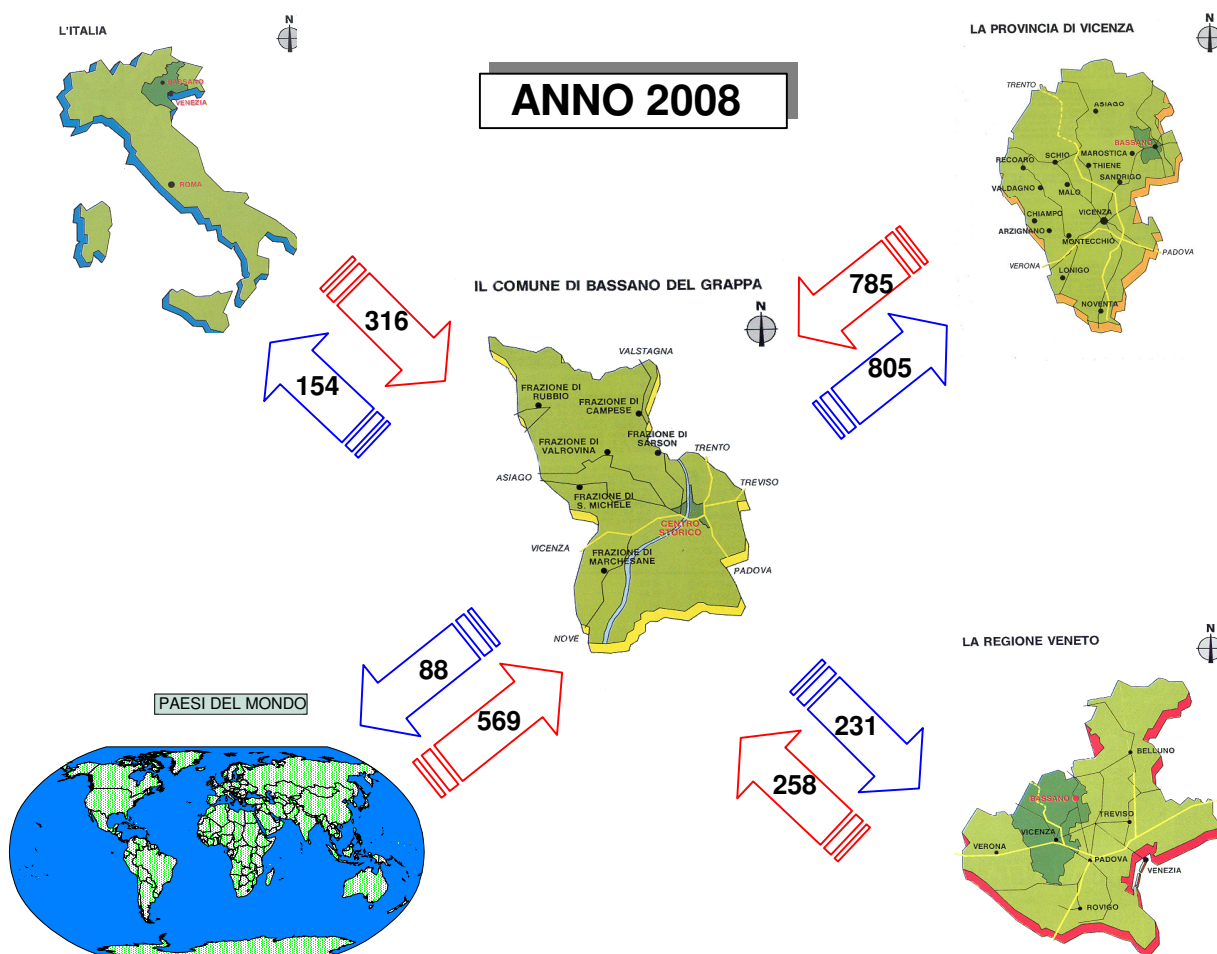 L'ITALIA
N
BASSANO
VENEZIA
ROMA
ANNO 2008
LA PROVINCIA DI VICENZA
N
TRENTO
ASIAGO
BASSANO
MAROSTICA
SCHIO
THIENE
RECOARO
SANDRIGO
VALDAGNO
MALO
CHIAMPO
VICENZA
ARZIGNANO
MONTECCHIO
PADOVA
VERONA
LONIGO
NOVENTA
316
154
785
805
IL COMUNE DI BASSANO DEL GRAPPA
N
VALSTAGNA
FRAZIONE DI
RUBBIO
FRAZIONE DI
CAMPESE
FRAZIONE DI
SARSON
FRAZIONE DI
VALROVINA
TRENTO
ASIAGO
TREVISO
FRAZIONE DI
S. MICHELE
CENTRO
STORICO
VICENZA
FRAZIONE DI
MARCHESANE
PADOVA
NOVE
88
569
231
258
PAESI DEL MONDO
LA REGIONE VENETO
N
BELLUNO
BASSANO
TREVISO
VICENZA
VERONA
PADOVA
VENEZIA
ROVIGO